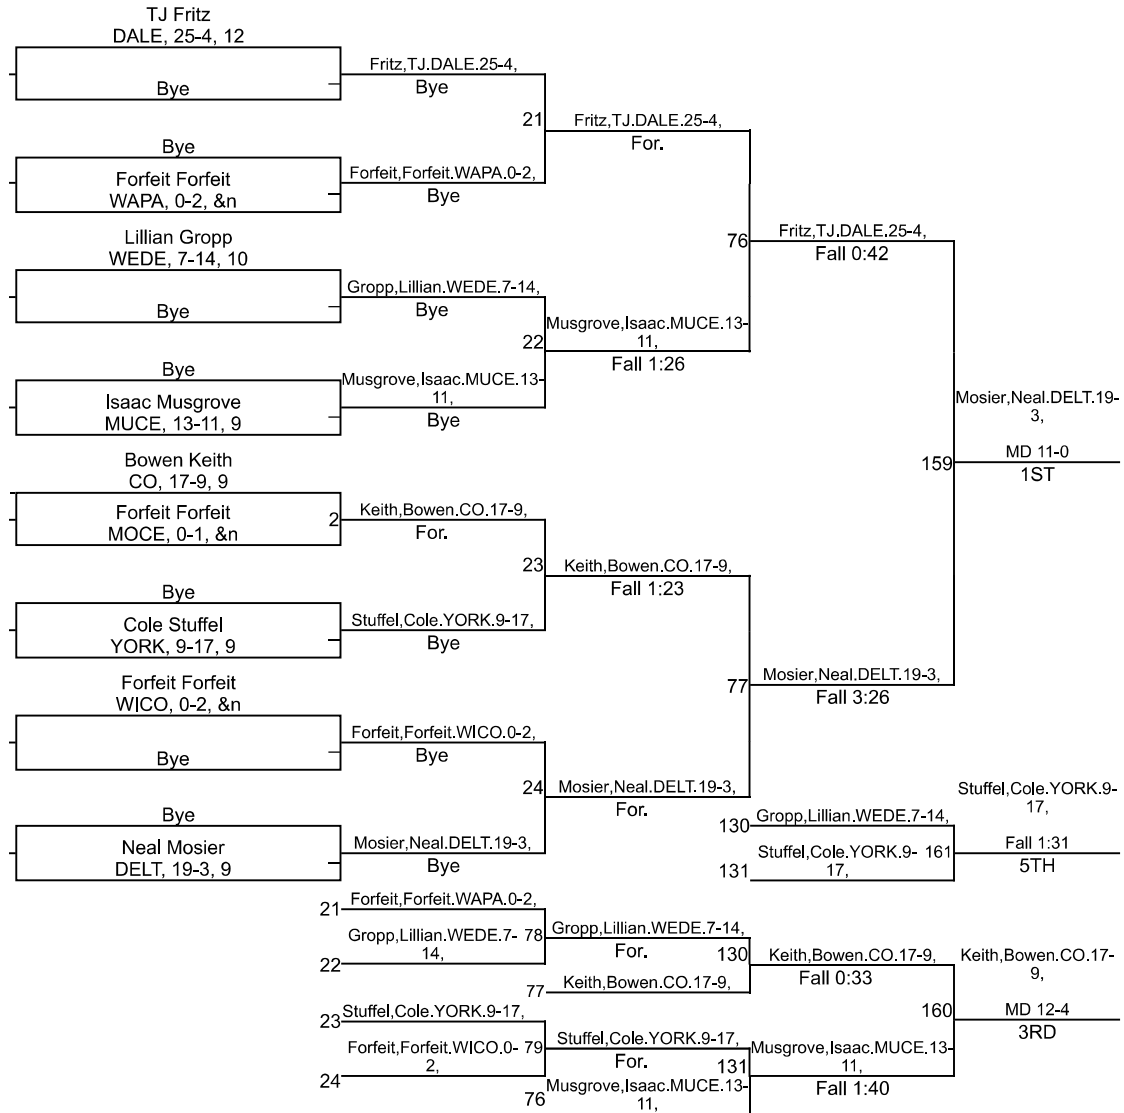 TJ Fritz
DALE, 25-4, 12
Bye
Fritz,TJ.DALE.25-4,
Bye
21
Fritz,TJ.DALE.25-4,
For.
Bye
Forfeit Forfeit
WAPA, 0-2, &n
Forfeit,Forfeit.WAPA.0-2,
Bye
76
Fritz,TJ.DALE.25-4,
Fall 0:42
Lillian Gropp
WEDE, 7-14, 10
Bye
Gropp,Lillian.WEDE.7-14,
Bye
22
Musgrove,Isaac.MUCE.13-
11,
Fall 1:26
Bye
Isaac Musgrove
MUCE, 13-11, 9
Musgrove,Isaac.MUCE.13-
11,
Bye
159
Mosier,Neal.DELT.19-
3,
MD 11-0
1ST
Bowen Keith
CO, 17-9, 9
Forfeit Forfeit
MOCE, 0-1, &n
2
Keith,Bowen.CO.17-9,
For.
23
Keith,Bowen.CO.17-9,
Fall 1:23
Bye
Cole Stuffel
YORK, 9-17, 9
Stuffel,Cole.YORK.9-17,
Bye
77
Mosier,Neal.DELT.19-3,
Fall 3:26
Forfeit Forfeit
WICO, 0-2, &n
Bye
Forfeit,Forfeit.WICO.0-2,
Bye
24
Mosier,Neal.DELT.19-3,
For.
Bye
Neal Mosier
DELT, 19-3, 9
Mosier,Neal.DELT.19-3,
Bye
130
Gropp,Lillian.WEDE.7-14,
131
Stuffel,Cole.YORK.9-
17,
161
Stuffel,Cole.YORK.9-
17,
Fall 1:31
5TH
21
Forfeit,Forfeit.WAPA.0-2,
22
Gropp,Lillian.WEDE.7-
14,
78
Gropp,Lillian.WEDE.7-14,
For.
77
Keith,Bowen.CO.17-9,
130
Keith,Bowen.CO.17-9,
Fall 0:33
23
Stuffel,Cole.YORK.9-17,
24
Forfeit,Forfeit.WICO.0-
2,
79
Stuffel,Cole.YORK.9-17,
For.
76
Musgrove,Isaac.MUCE.13-
11,
131
Musgrove,Isaac.MUCE.13-
11,
Fall 1:40
160
Keith,Bowen.CO.17-
9,
MD 12-4
3RD